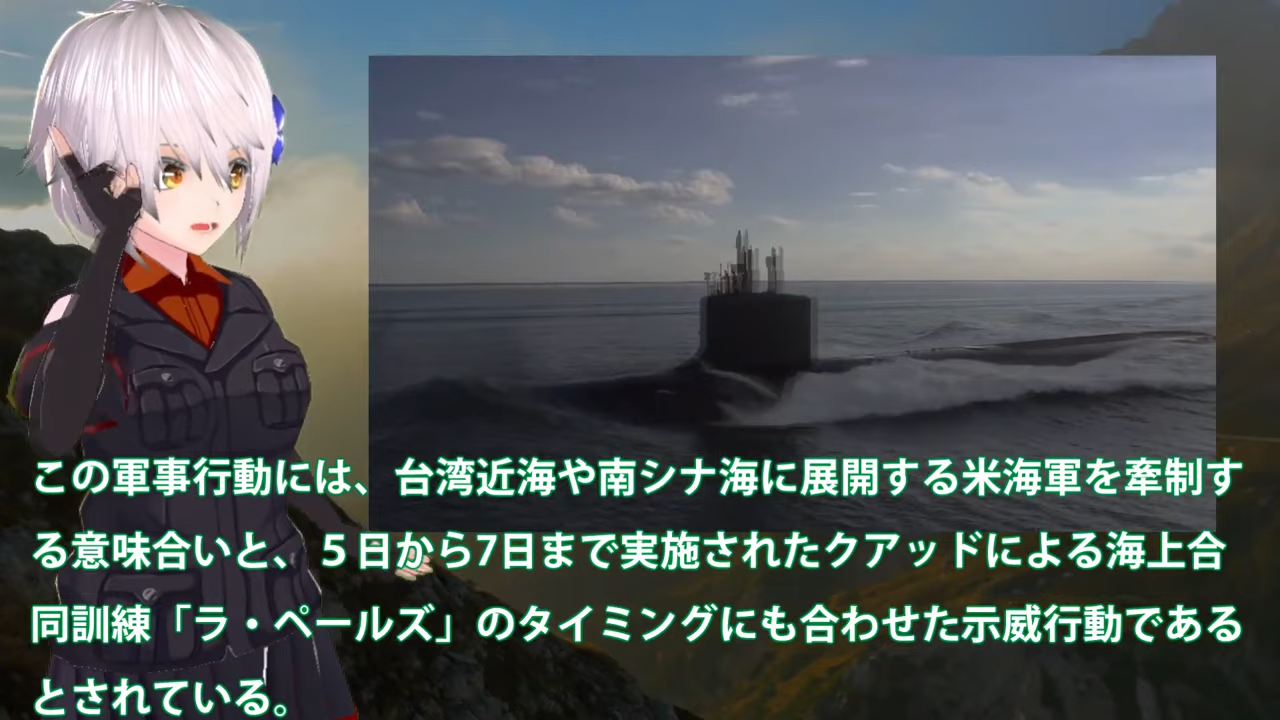 この軍事行動には、 台湾近海や南シナ海に展開する米海軍を牽制す
る意味合いと、 ５日から7日まで実施されたクアッドによる海上合
同訓練「ラ・ペールズ」のタイミングにも合わせた示威行動である
とされている。